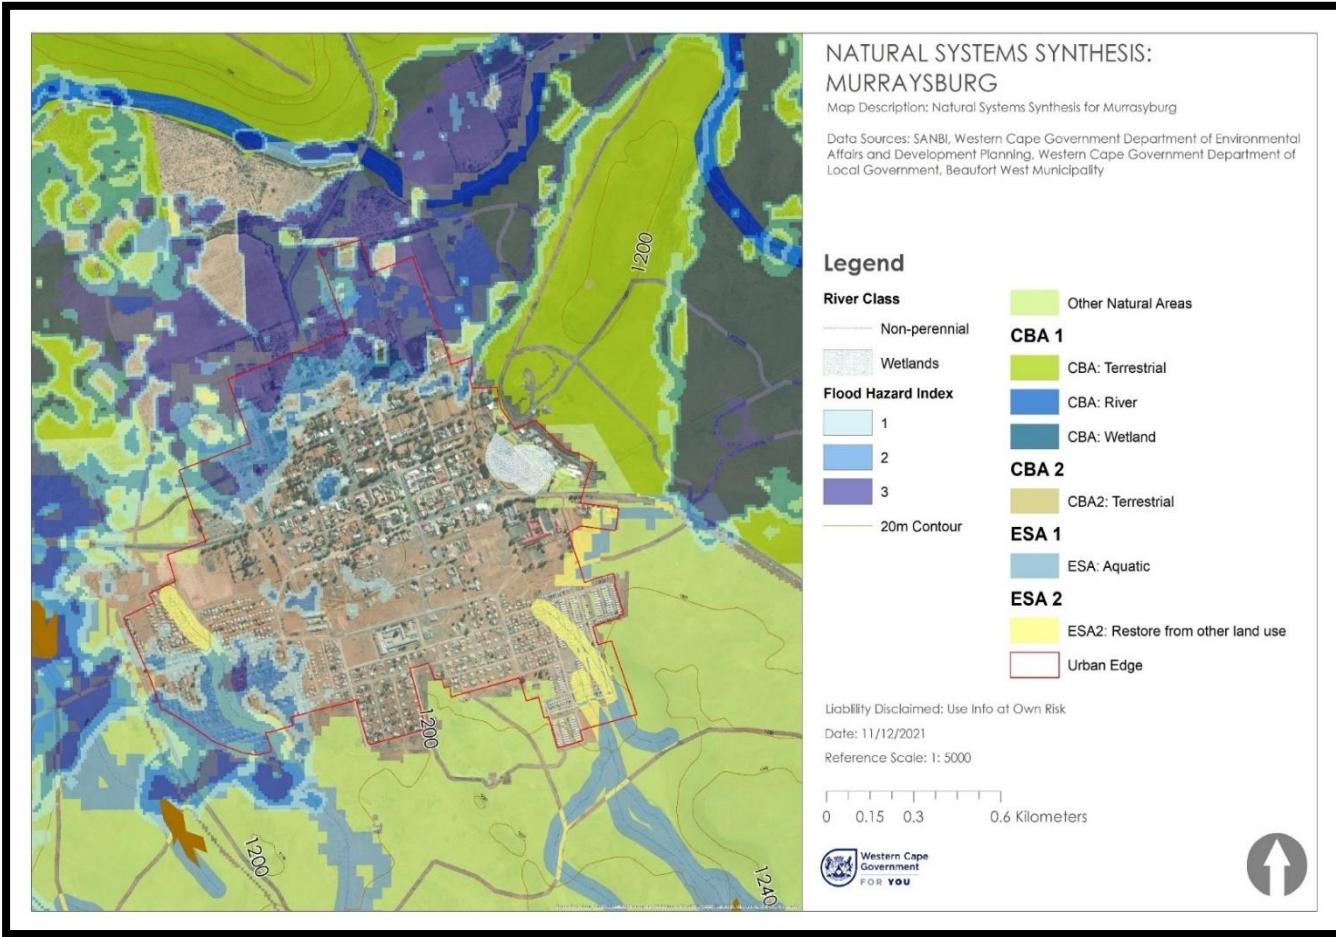 NATURAL SYSTEMS SYNTHESIS:
MURRAYSBURG
Map Description: Natural Systems Synthesis for Murrasyburg
Data Sources: SANBI, Western Cape Government Department of Environmental
Affairs and Development Planning, Western Cape Government Department of
Local Government, Beaufort West Municipality
Legend
River Class
Non-perennial
Wetlands
Flood Hazard Index
1
2
3
20m Contour
Other Natural Areas
CBA 1
CBA: Terrestrial
CBA: River
CBA: Wetland
CBA 2
CBA2: Terrestrial
ESA 1
ESA: Aquatic
ESA 2
ESA2: Restore from other land use
Urban Edge
Liablility Disclaimed: Use Info at Own Risk
Date: 11/12/2021
Reference Scale: 1: 5000
0 0.15 0.3 0.6 Kilometers
Western Cape
Government
FOR YOU
1200
1200
1200
1240